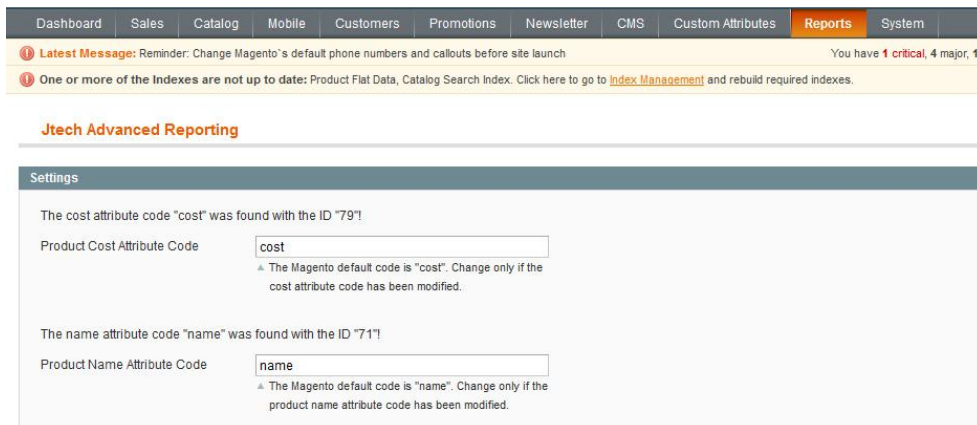 Dashboard Sales Catalog Mobile Customers Promotions Newsletter CMS Custom Attributes Reports System
Latest Message: Reminder: Change Magento`s default phone numbers and callouts before site launch You have 1 critical, 4 major, 1
One or more of the Indexes are not up to date: Product Flat Data, Catalog Search Index. Click here to go to Index Management and rebuild required indexes.
Jtech Advanced Reporting
Settings
The cost attribute code "cost" was found with the ID "79"!
Product Cost Attribute Code cost
The Magento default code is "cost". Change only if the
cost attribute code has been modified.
The name attribute code "name" was found with the ID "71"!
Product Name Attribute Code name
The Magento default code is "name". Change only if the
product name attribute code has been modified.